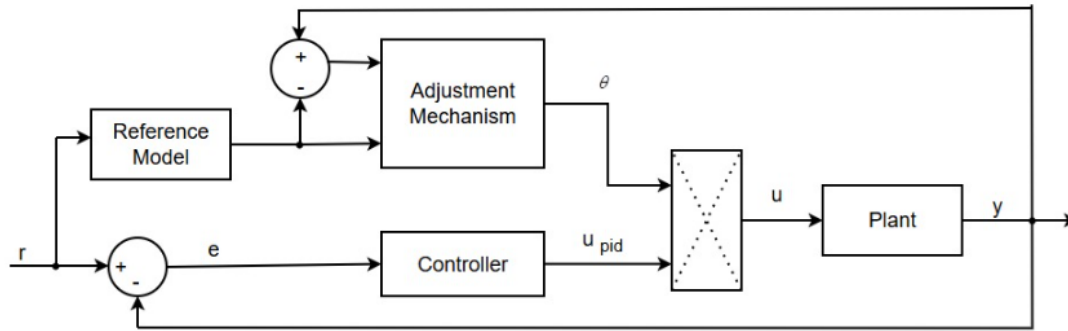 +
-
Adjustment
Mechanism
θ
Reference
Model
r
+
-
e
Controller
u pid
u
Plant
y